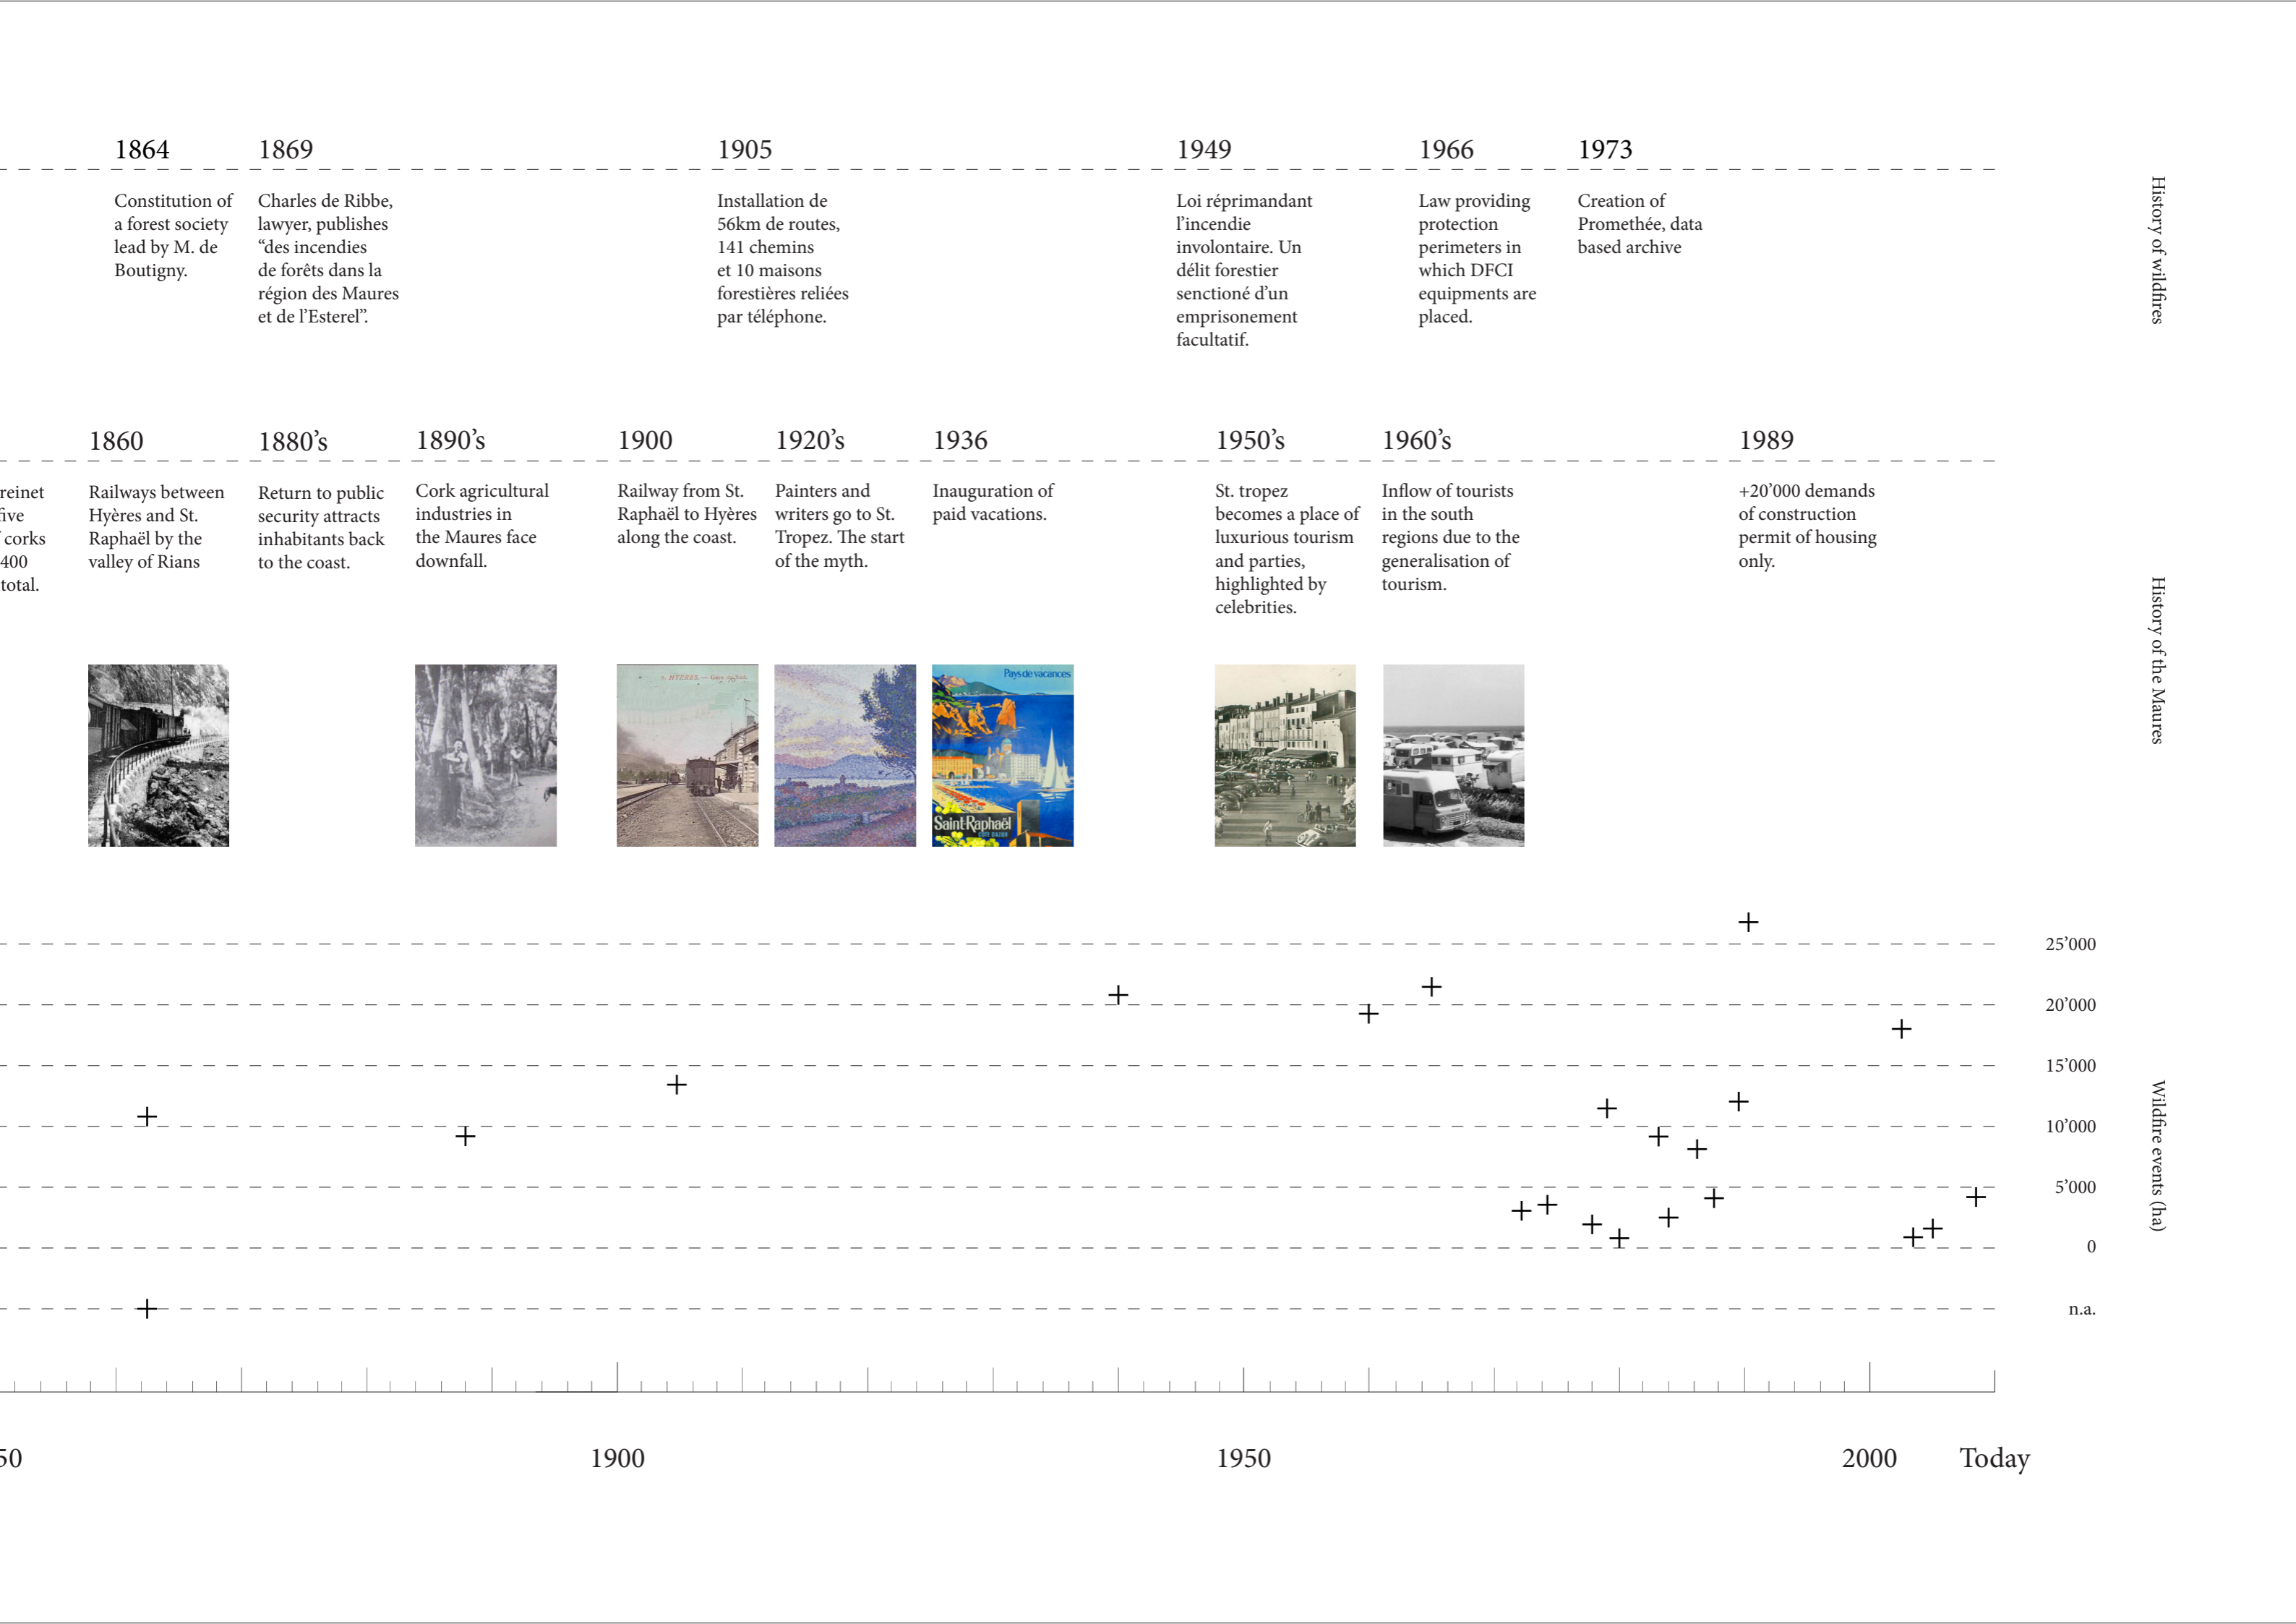 1864
Constitution of
a forest society
lead by M. de
Boutigny.
1869
Charles de Ribbe,
lawyer, publishes
“des incendies
de forêts dans la
région des Maures
et de l’Esterel”.
1905
Installation de
56km de routes,
141 chemins
et 10 maisons
forestières reliées
par téléphone.
1949
Loi réprimandant
l’incendie
involontaire. Un
délit forestier
senctioné d’un
emprisonement
facultatif.
1966
Law providing
protection
perimeters in
which DFCI
equipments are
placed.
1973
Creation of
Promethée, data
based archive
History of wildfires
reinet
five
corks
400
total.
1860
Railways between
Hyères and St.
Raphaël by the
valley of Rians
1880’s
Return to public
security attracts
inhabitants back
to the coast.
1890’s
Cork agricultural
industries in
the Maures face
downfall.
1900
Railway from St.
Raphaël to Hyères
along the coast.
1920’s
Painters and
writers go to St.
Tropez. The start
of the myth.
1936
Inauguration of
paid vacations.
1950’s
St. tropez
becomes a place of
luxurious tourism
and parties,
highlighted by
celebrities.
1960’s
Inflow of tourists
in the south
regions due to the
generalisation of
tourism.
1989
+20’000 demands
of construction
permit of housing
only.
History of the Maures
HYÈRES. — Gare du Sud.
Pays de vacances
Saint-Raphaël
CÔTE D'AZUR
25’000
20’000
15’000
10’000
5’000
0
n.a.
Wildfire events (ha)
50
1900
1950
2000
Today